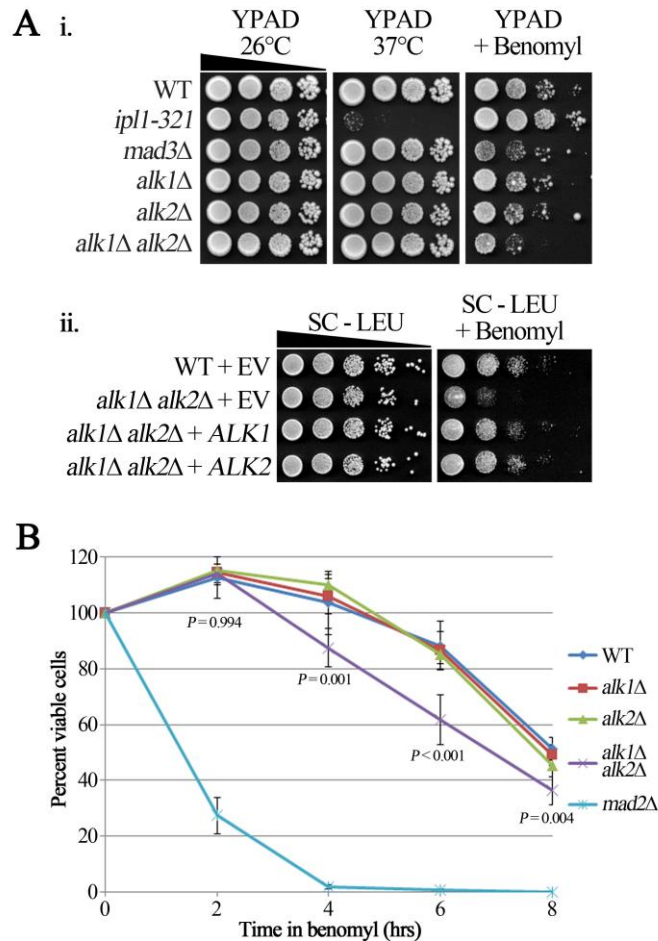 A i.
YPAD 26°C
YPAD 37°C
YPAD + Benomyl
WT
ipl1-321
mad3Δ
alk1Δ
alk2Δ
alk1Δ alk2Δ
ii.
SC - LEU
SC - LEU + Benomyl
WT + EV
alk1Δ alk2Δ + EV
alk1Δ alk2Δ + ALK1
alk1Δ alk2Δ + ALK2
B
Percent viable cells
120
100
80
60
40
20
0
P = 0.994
P = 0.001
P < 0.001
P = 0.004
0 2 4 6 8
Time in benomyl (hrs)
WT
alk1Δ
alk2Δ
alk1Δ
alk2Δ
mad2Δ